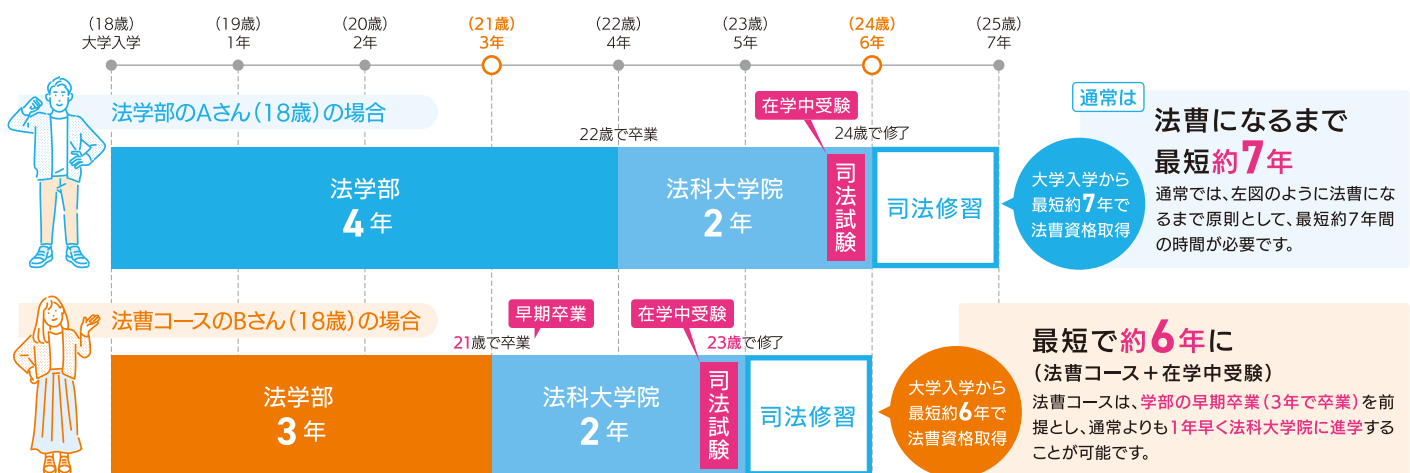 (18歳) (19歳) (20歳) (21歳) (22歳) (23歳) (24歳) (25歳)
大学入学 1年 2年 3年 4年 5年 6年 7年
法学部のAさん(18歳)の場合
22歳で卒業
在学中受験
24歳で修了
法学部
4年
法科大学院
2年
司法試験
司法修習
大学入学から
最短約7年で
法曹資格取得
通常は
法曹になるまで
最短約7年
通常では、左図のように法曹にな
るまで原則として、最短約7年間
の時間が必要です。
法曹コースのBさん(18歳)の場合
早期卒業
21歳で卒業
在学中受験
23歳で修了
法学部
3年
法科大学院
2年
司法試験
司法修習
大学入学から
最短約6年で
法曹資格取得
最短で約6年に
(法曹コース+在学中受験)
法曹コースは、学部の早期卒業(3年で卒業)を前
提とし、通常よりも1年早く法科大学院に進学する
ことが可能です。